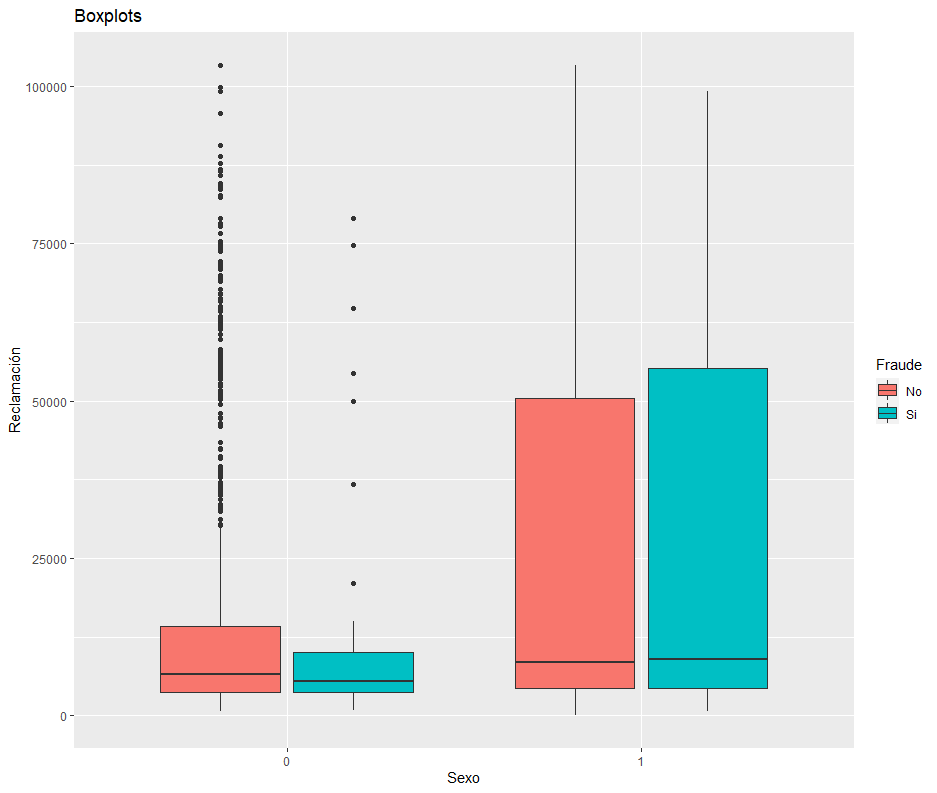 Boxplots
100000
75000
50000
25000
0
Reclamación
0
1
Sexo
Fraude
No
Si